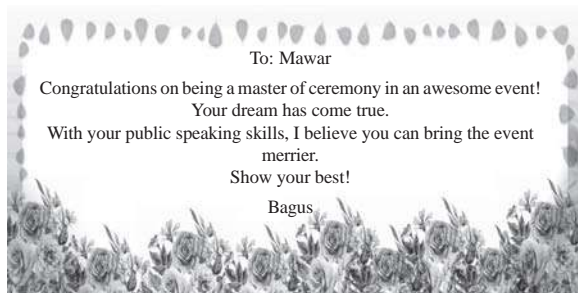 To: Mawar
Congratulations on being a master of ceremony in an awesome event!
Your dream has come true.
With your public speaking skills, I believe you can bring the event
merrier.
Show your best!
Bagus